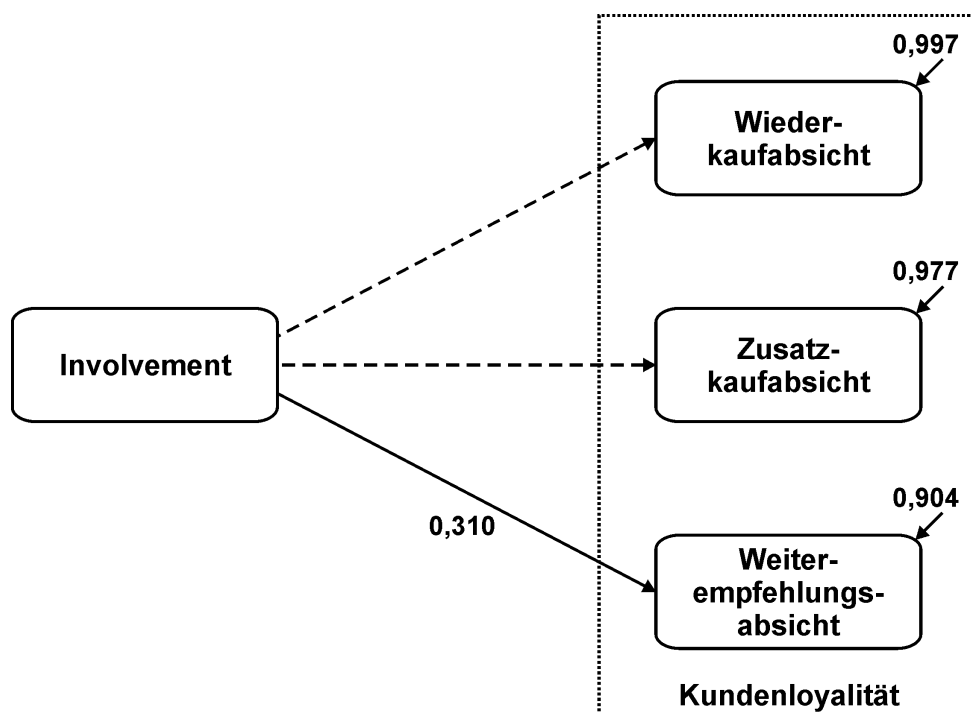 0,997
Wieder-
kaufabsicht
0,977
Involvement
Zusatz-
kaufabsicht
0,904
0,310
Weiter-
empfehlungs-
absicht
Kundenloyalität